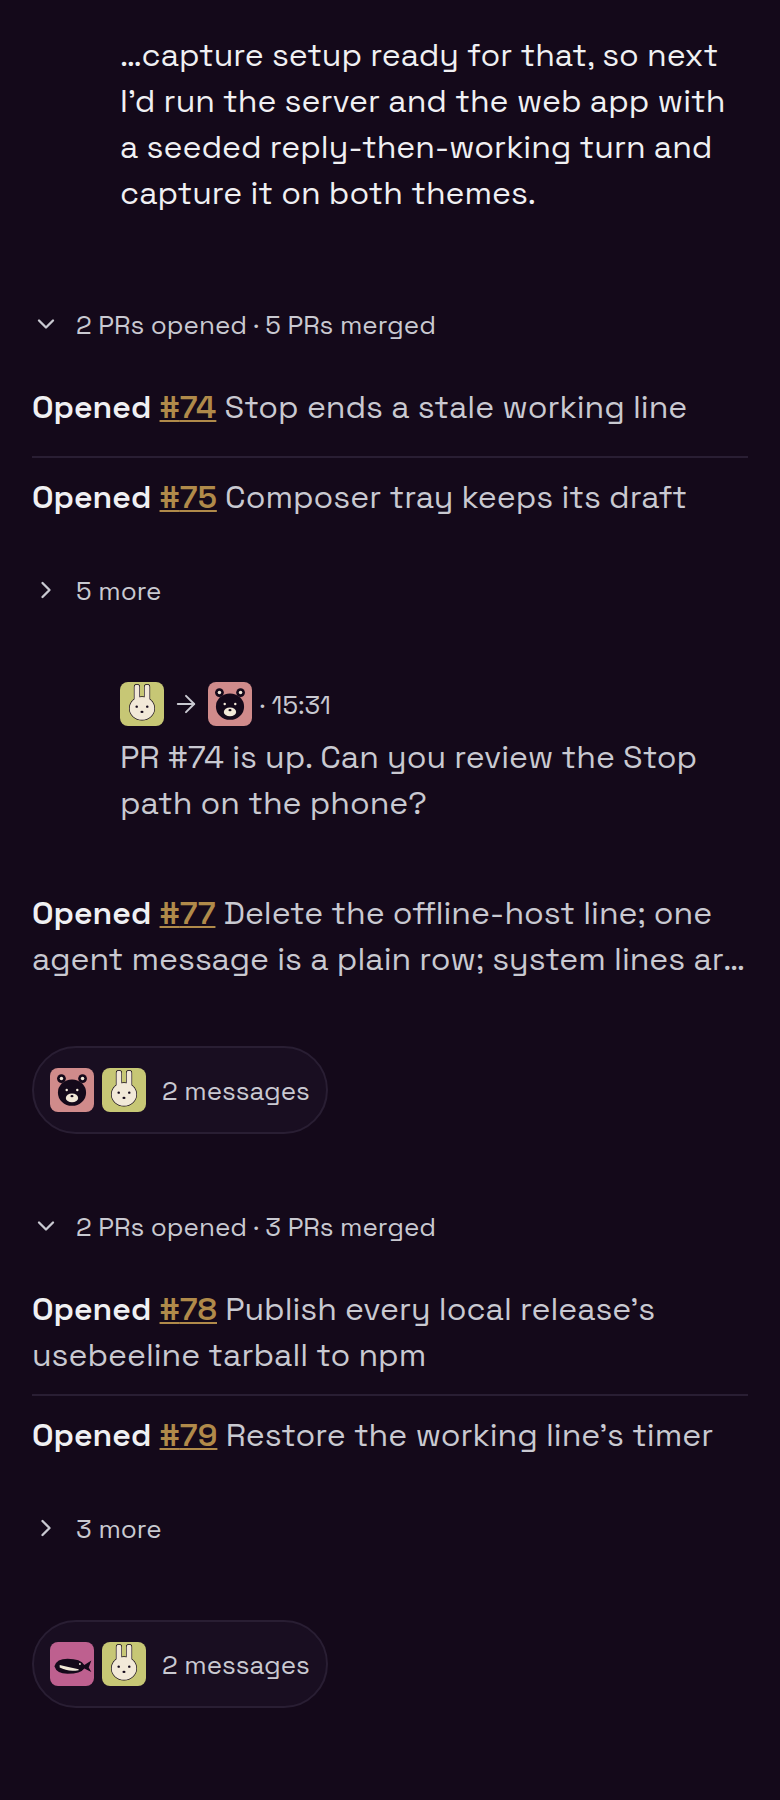 …capture setup ready for that, so next
I’d run the server and the web app with
a seeded reply-then-working turn and
capture it on both themes.
2 PRs opened · 5 PRs merged
Opened #74 Stop ends a stale working line
Opened #75 Composer tray keeps its draft
5 more
→ · 15:31
PR #74 is up. Can you review the Stop
path on the phone?
Opened #77 Delete the offline-host line; one
agent message is a plain row; system lines ar…
2 messages
2 PRs opened · 3 PRs merged
Opened #78 Publish every local release’s
usebeeline tarball to npm
Opened #79 Restore the working line’s timer
3 more
2 messages